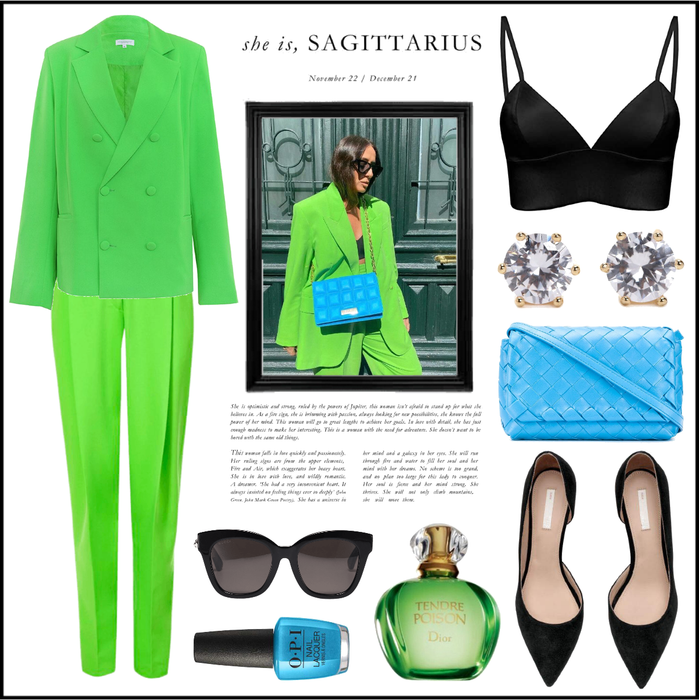 she is, SAGITTARIUS
November 22 / December 21
She is optimistic and strong, ruled by the powers of Jupiter, this woman isn't afraid to stand up for what she
believes in. As a fire sign, she is brimming with passion, always looking for new possibilities, she knows the full
power of her mind. This woman will go to great lengths to achieve her goals. In love with detail, she has just
enough madness to make her interesting. This is a woman with the need for adventure. She doesn't want to be
bored with the same old things.
This woman falls in love quickly and passionately.
Her ruling signs are from the upper elements,
Fire and Air, which exaggerates her heavy heart.
She is in love with love, and wildly romantic.
A dreamer. "She had a very inconvenient heart. It
always insisted on feeling things ever so deeply" (John
Mark Green Poetry). She has a universe in
her mind and a galaxy in her eyes. She will run
through fire and water to fill her soul and her
mind with her dreams. No scheme is too grand,
and no plan too large for this lady to conquer.
Her soul is fierce and her mind strong. She
thrives. She will not only climb mountains,
she will move them.
O·P·I
NAIL
LACQUER
TENDRE
POISON
Dior